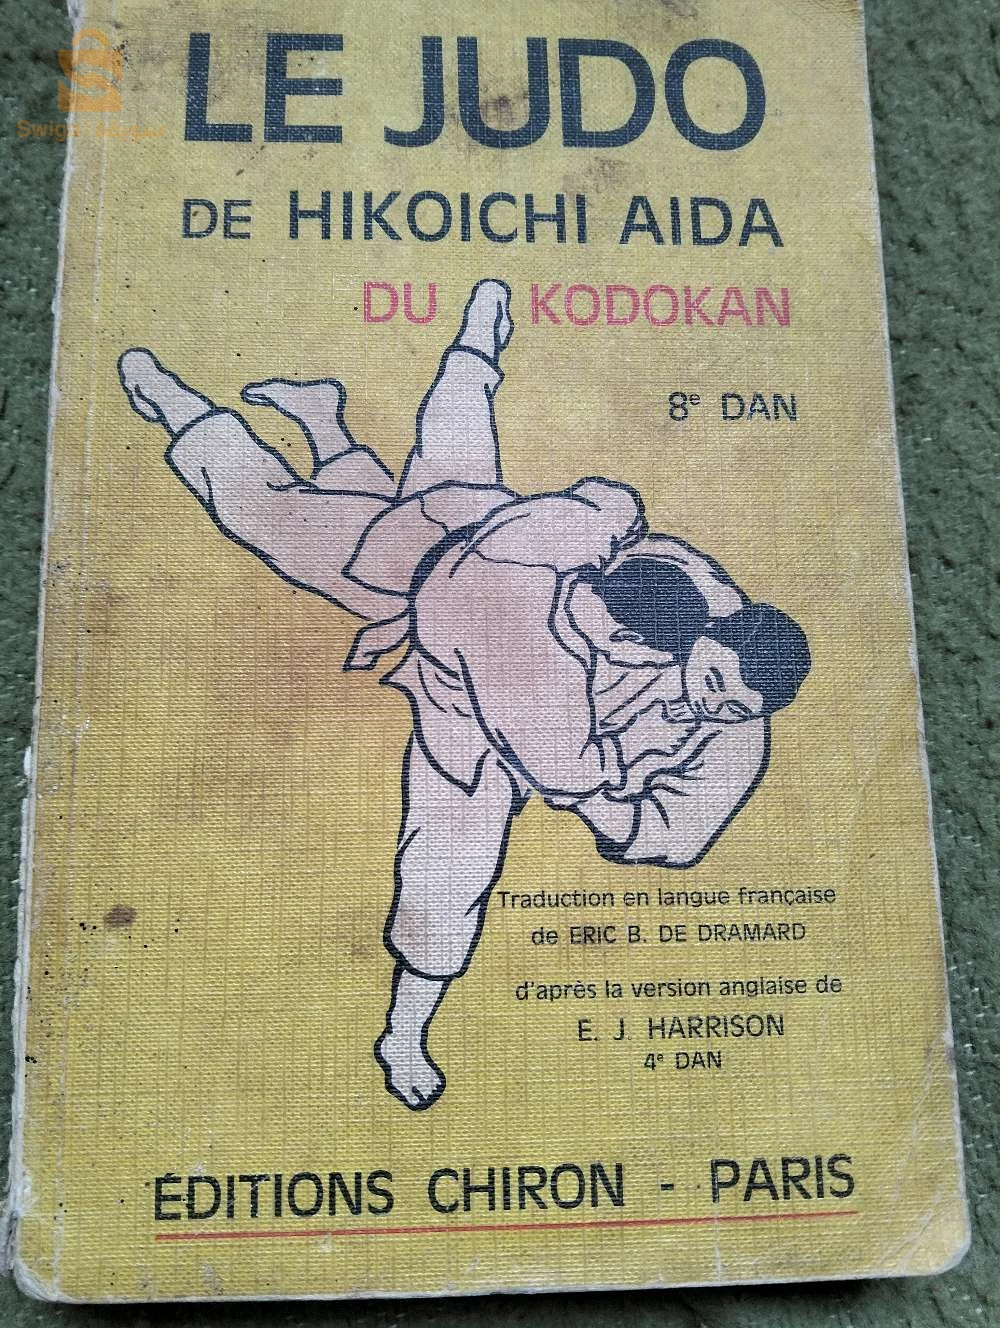 LE JUDO
DE HIKOICHI AIDA
DU KODOKAN
8e DAN
Traduction en langue française
de ERIC B. DE DRAMARD
d'après la version anglaise de
E. J. HARRISON
4e DAN
ÉDITIONS CHIRON - PARIS